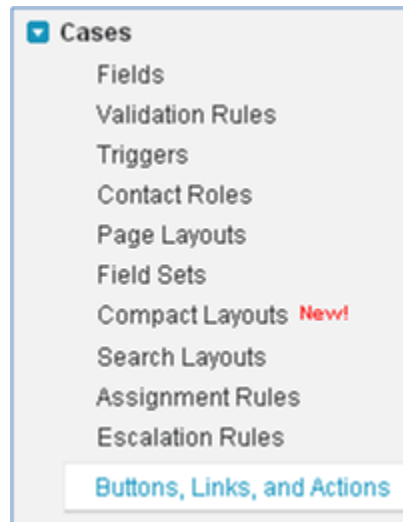 Cases
Fields
Validation Rules
Triggers
Contact Roles
Page Layouts
Field Sets
Compact Layouts New!
Search Layouts
Assignment Rules
Escalation Rules
Buttons, Links, and Actions